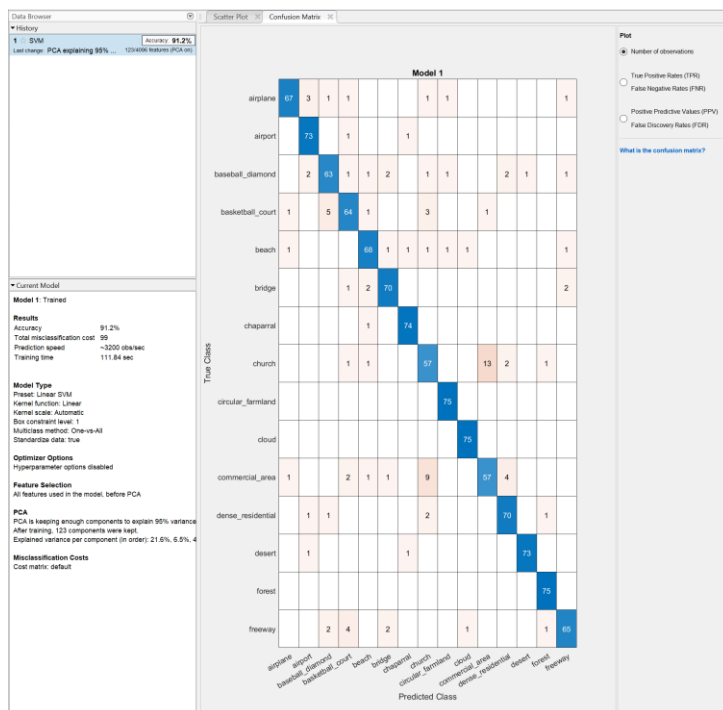 Data Browser
History
1 ☆ SVM
Accuracy: 91.2%
Last change: PCA explaining 95% ...
123/4096 features (PCA on)
Current Model
Model 1: Trained
Results
Accuracy 91.2%
Total misclassification cost 99
Prediction speed ~3200 obs/sec
Training time 111.84 sec
Model Type
Preset: Linear SVM
Kernel function: Linear
Kernel scale: Automatic
Box constraint level: 1
Multiclass method: One-vs-All
Standardize data: true
Optimizer Options
Hyperparameter options disabled
Feature Selection
All features used in the model, before PCA
PCA
PCA is keeping enough components to explain 95% variance
After training, 123 components were kept.
Explained variance per component (in order): 21.6%, 6.5%, 4
Misclassification Costs
Cost matrix: default
Scatter Plot
Confusion Matrix
Model 1
True Class
airplane 67 3 1 1 1 1 1
airport 73 1 1
baseball_diamond 2 63 1 1 2 1 1 2 1 1
basketball_court 1 5 64 1 3 1
beach 1 68 1 1 1 1 1 1
bridge 1 2 70 2
chaparral 1 74
church 1 1 57 13 2 1
circular_farmland 75
cloud 75
commercial_area 1 2 1 1 9 57 4
dense_residential 1 1 2 70 1
desert 1 1 73
forest 75
freeway 2 4 2 1 1 65
airplane
airport
baseball_diamond
basketball_court
beach
bridge
chaparral
church
circular_farmland
cloud
commercial_area
dense_residential
desert
forest
freeway
Predicted Class
Plot
Number of observations
True Positive Rates (TPR)
False Negative Rates (FNR)
Positive Predictive Values (PPV)
False Discovery Rates (FDR)
What is the confusion matrix?